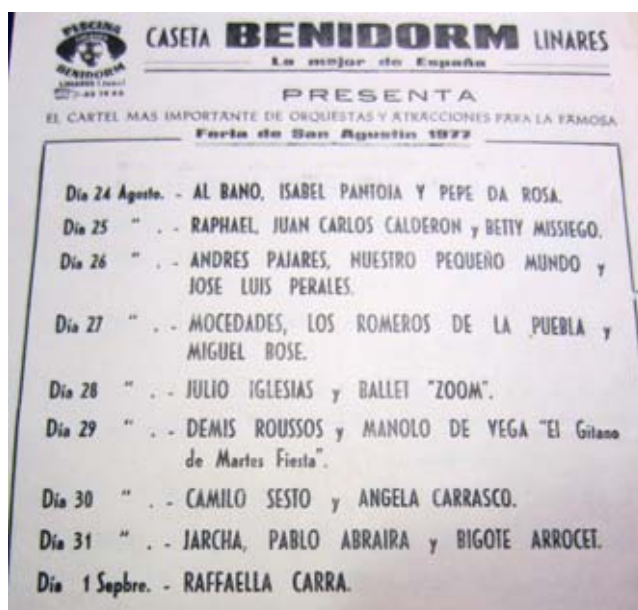 PISCINA
BENIDORM
CASETA BENIDORM LINARES
La mejor de España
PRESENTA
EL CARTEL MAS IMPORTANTE DE ORQUESTAS Y ATRACCIONES PARA LA FAMOSA
Feria de San Agustin 1977
Día 24 Agosto. - AL BANO, ISABEL PANTOJA Y PEPE DA ROSA.
Día 25 " . - RAPHAEL, JUAN CARLOS CALDERON y BETTY MISSIEGO.
Día 26 " . - ANDRES PAJARES, NUESTRO PEQUEÑO MUNDO y
JOSE LUIS PERALES.
Día 27 " . - MOCEDADES, LOS ROMEROS DE LA PUEBLA y
MIGUEL BOSE.
Día 28 " . - JULIO IGLESIAS y BALLET "ZOOM".
Día 29 " . - DEMIS ROUSSOS y MANOLO DE VEGA "El Gitano
de Martes Fiesta".
Día 30 " . - CAMILO SESTO y ANGELA CARRASCO.
Día 31 " . - JARCHA, PABLO ABRAIRA y BIGOTE ARROCET.
Día 1 Sepbre. - RAFFAELLA CARRA.